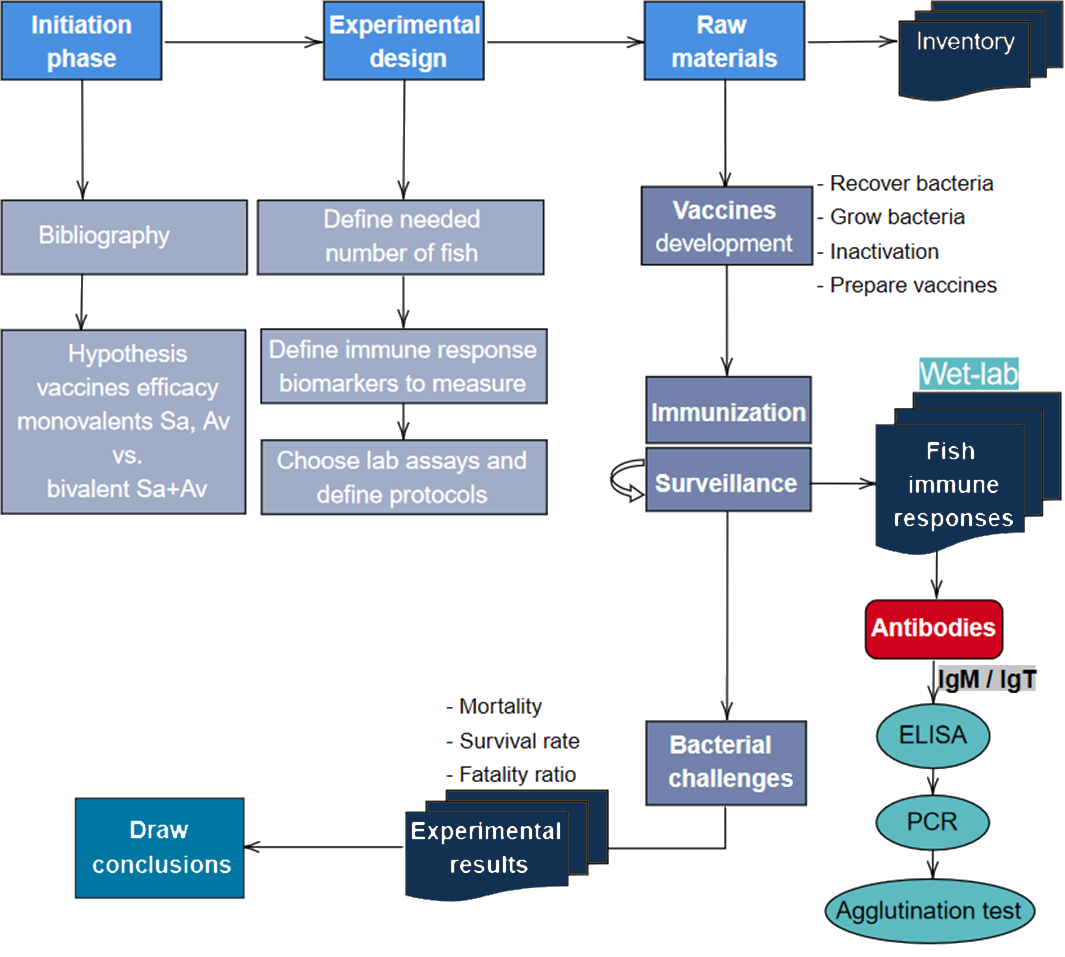 Initiation
phase
Experimental
design
Raw
materials
Inventory
Bibliography
Hypothesis
vaccines efficacy
monovalents Sa, Av
vs.
bivalent Sa+Av
Define needed
number of fish
Define immune response
biomarkers to measure
Choose lab assays and
define protocols
Vaccines
development
- Recover bacteria
- Grow bacteria
- Inactivation
- Prepare vaccines
Immunization
Surveillance
Wet-lab
Fish
immune
responses
Antibodies
IgM / IgT
ELISA
PCR
Agglutination test
Bacterial
challenges
- Mortality
- Survival rate
- Fatality ratio
Experimental
results
Draw
conclusions